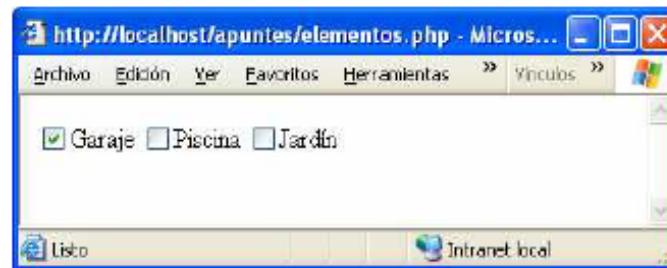 http://localhost/apuntes/elementos.php - Micros...
Archivo Edición Ver Favoritos Herramientas » Vínculos »
Garaje Piscina Jardín
Listo Intranet local